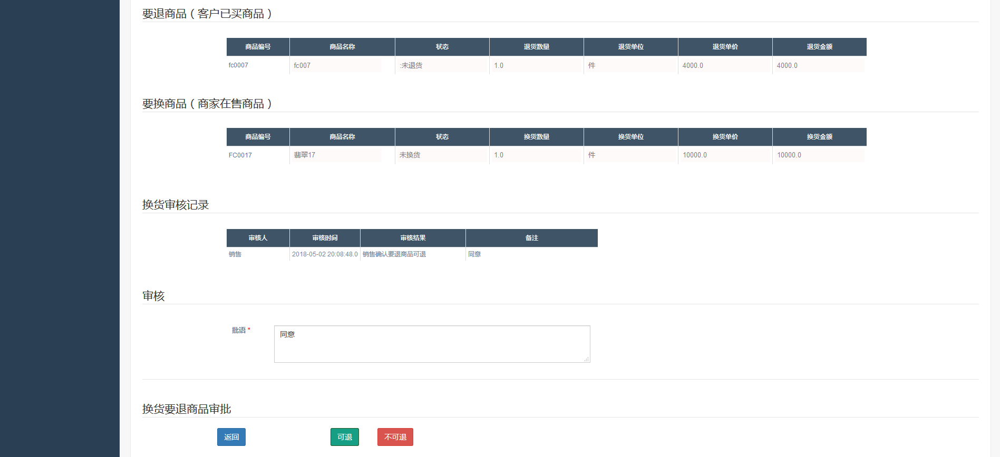 要退商品（客户已买商品）
商品编号 商品名称 状态 退货数量 退货单位 退货单价 退货金额
fc0007 fc007 :未退货 1.0 件 4000.0 4000.0
要换商品（商家在售商品）
商品编号 商品名称 状态 换货数量 换货单位 换货单价 换货金额
FC0017 翡翠17 未换货 1.0 件 10000.0 10000.0
换货审核记录
审核人 审核时间 审核结果 备注
销售 2018-05-02 20:08:48.0 销售确认要退商品可退 同意
审核
批语 *
同意
换货要退商品审批
返回 可退 不可退